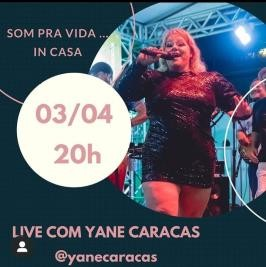 SOM PRA VIDA ...
IN CASA
03/04
20h
LIVE COM YANE CARACAS
@yanecaracas